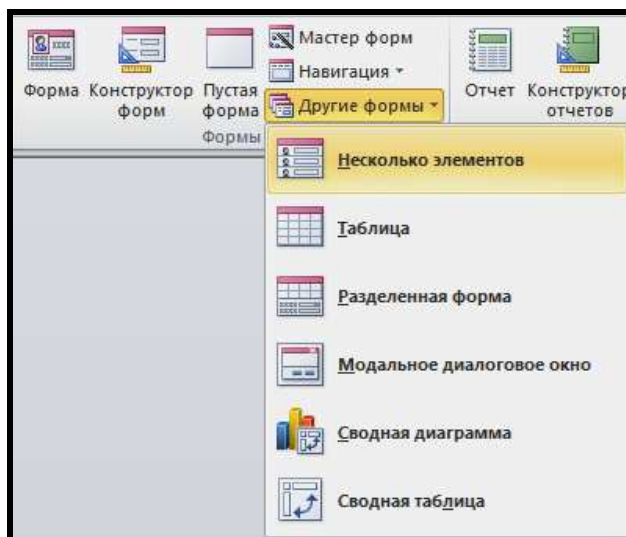 Форма
Конструктор
форм
Пустая
форма
Мастер форм
Навигация
Другие формы
Формы
Отчет
Конструктор
отчетов
Несколько элементов
Таблица
Разделенная форма
Модальное диалоговое окно
Сводная диаграмма
Сводная таблица